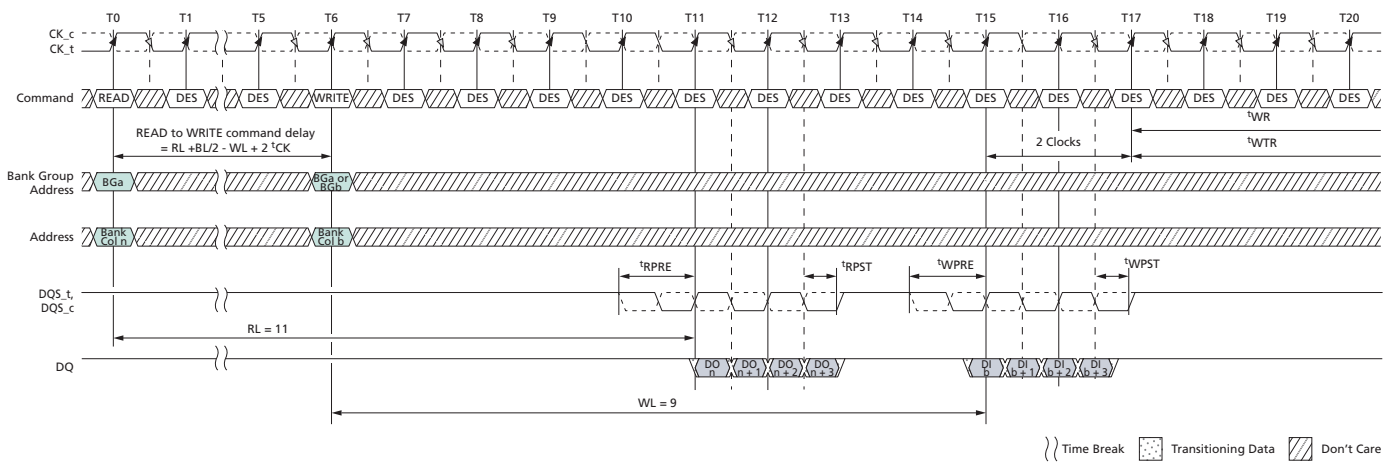 T0 T1 T5 T6 T7 T8 T9 T10 T11 T12 T13 T14 T15 T16 T17 T18 T19 T20
CK_c
CK_t
Command READ DES DES WRITE DES DES DES DES DES DES DES DES DES DES DES DES DES DES
tWR
READ to WRITE command delay
= RL +BL/2 - WL + 2 tCK
2 Clocks
tWTR
Bank Group
Address
BGa
BGa or
BGb
Address
Bank
Col n
Bank
Col b
tRPRE tRPST tWPRE tWPST
DQS_t,
DQS_c
RL = 11
DQ
DO
n
DO
n + 1
DO
n + 2
DO
n + 3
DI
b
DI
b + 1
DI
b + 2
DI
b + 3
WL = 9
Time Break Transitioning Data Don't Care